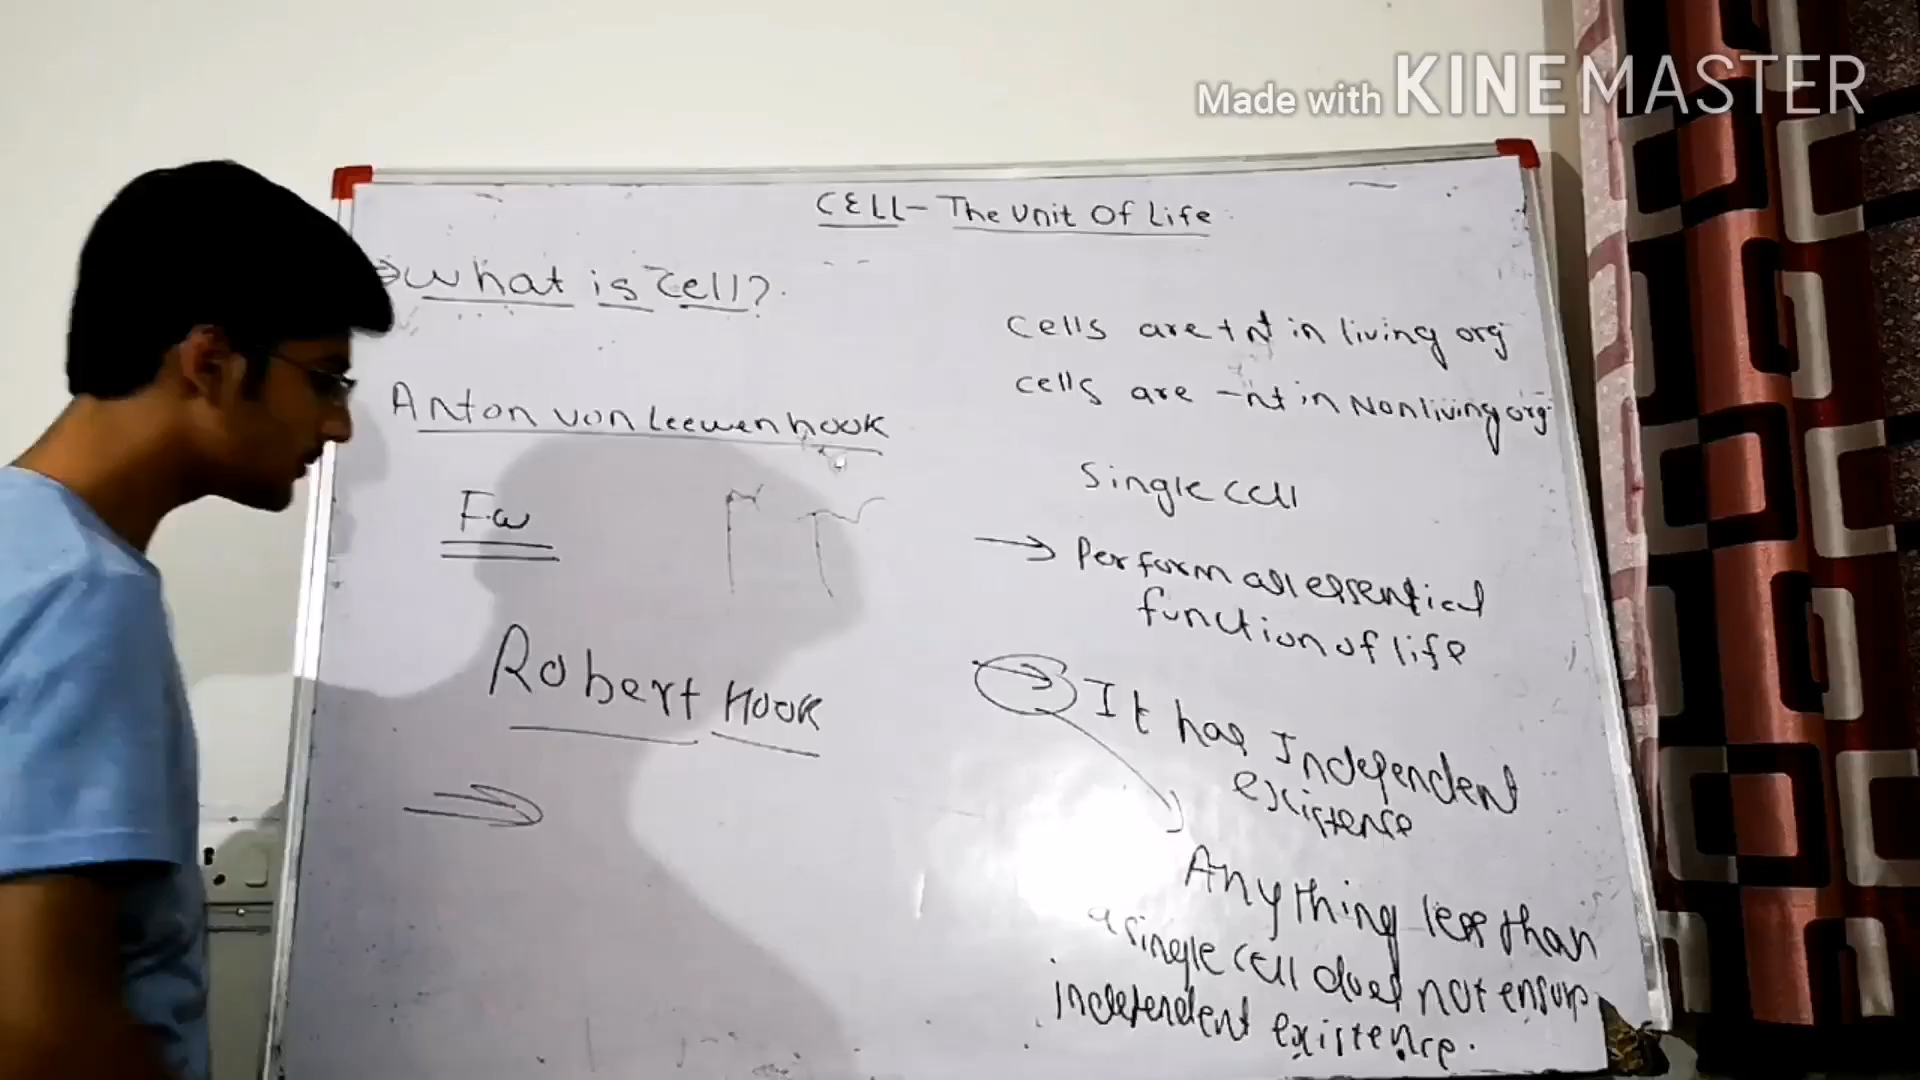 Made with KINEMASTER
CELL - The Unit Of Life
What is Cell?
Anton von Leewenhook
Fw
Robert Hook
Cells are +nt in living org
cells are -nt in Nonliving org
Single cell
→ Perform all essential
function of life
→ It has Independent
existence
Anything less than
a single cell does not ensure
independent existence.